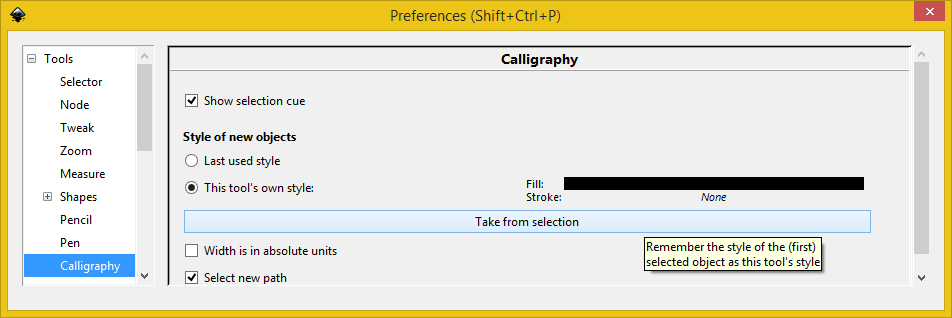 Preferences (Shift+Ctrl+P)
Tools
Selector
Node
Tweak
Zoom
Measure
Shapes
Pencil
Pen
Calligraphy
Calligraphy
Show selection cue
Style of new objects
Last used style
This tool's own style:
Fill:
Stroke: None
Take from selection
Width is in absolute units
Remember the style of the (first)
selected object as this tool's style
Select new path